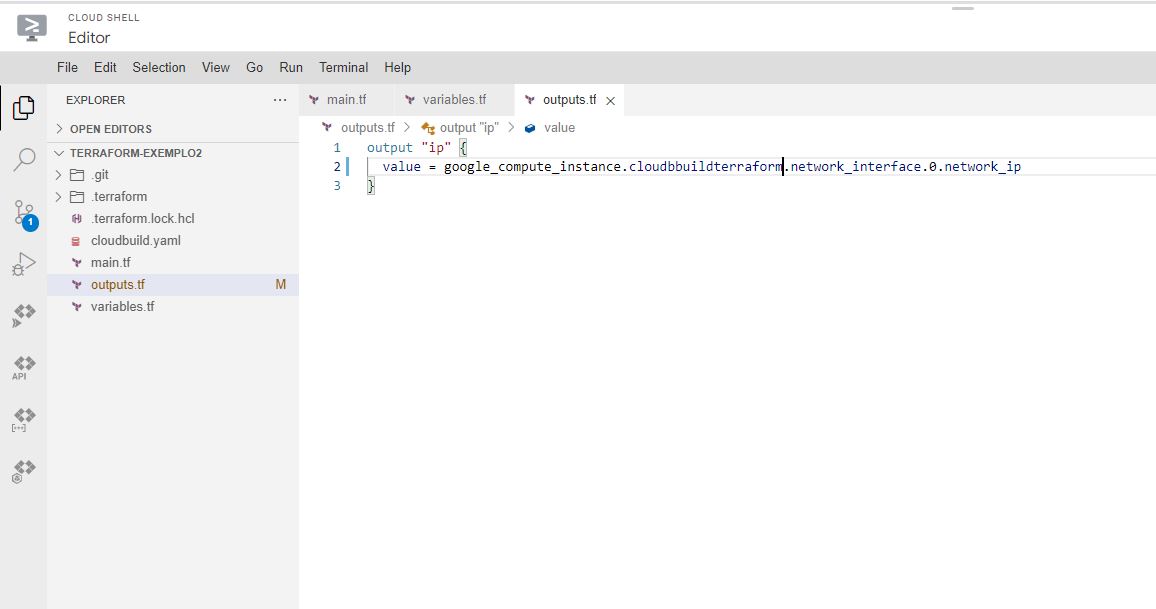 CLOUD SHELL
Editor
File Edit Selection View Go Run Terminal Help
EXPLORER ...
OPEN EDITORS
TERRAFORM-EXEMPLO2
.git
.terraform
.terraform.lock.hcl
cloudbuild.yaml
main.tf
outputs.tf M
variables.tf
1
API
main.tf variables.tf outputs.tf
outputs.tf > output "ip" > value
1 output "ip" {
2 value = google_compute_instance.cloudbbuildterraform.network_interface.0.network_ip
3 }